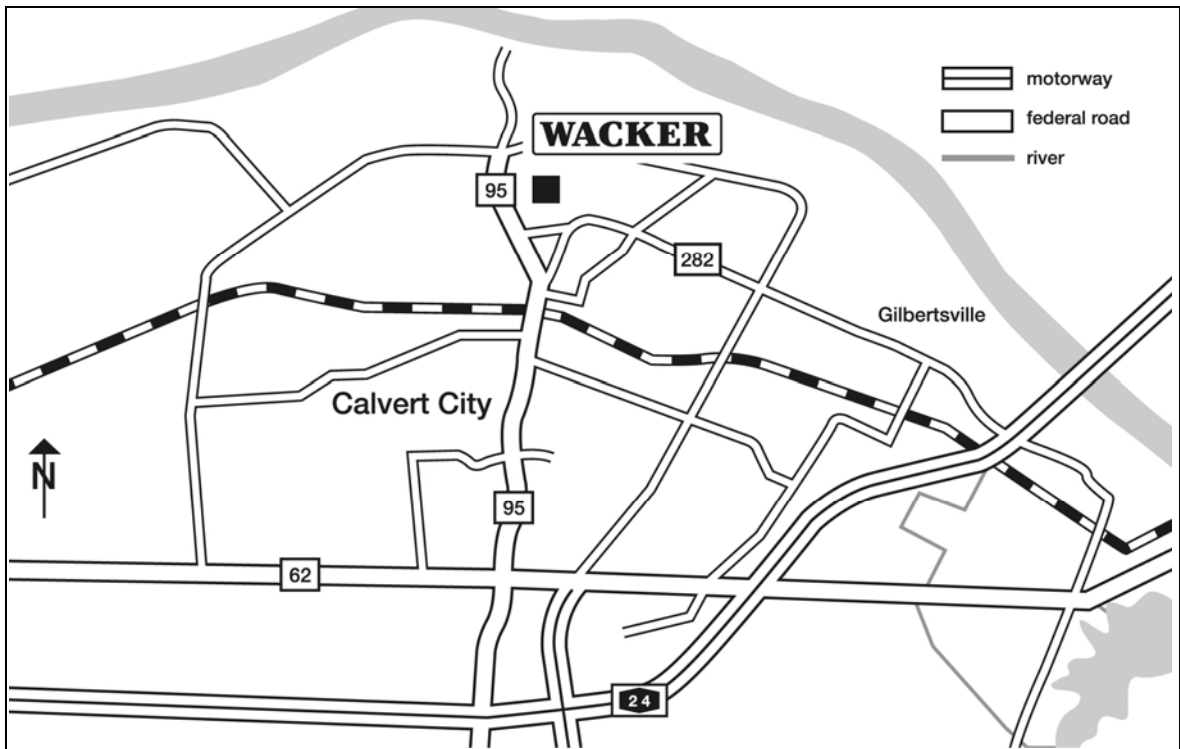 motorway
federal road
river
WACKER
95
282
Gilbertsville
Calvert City
N
95
62
24